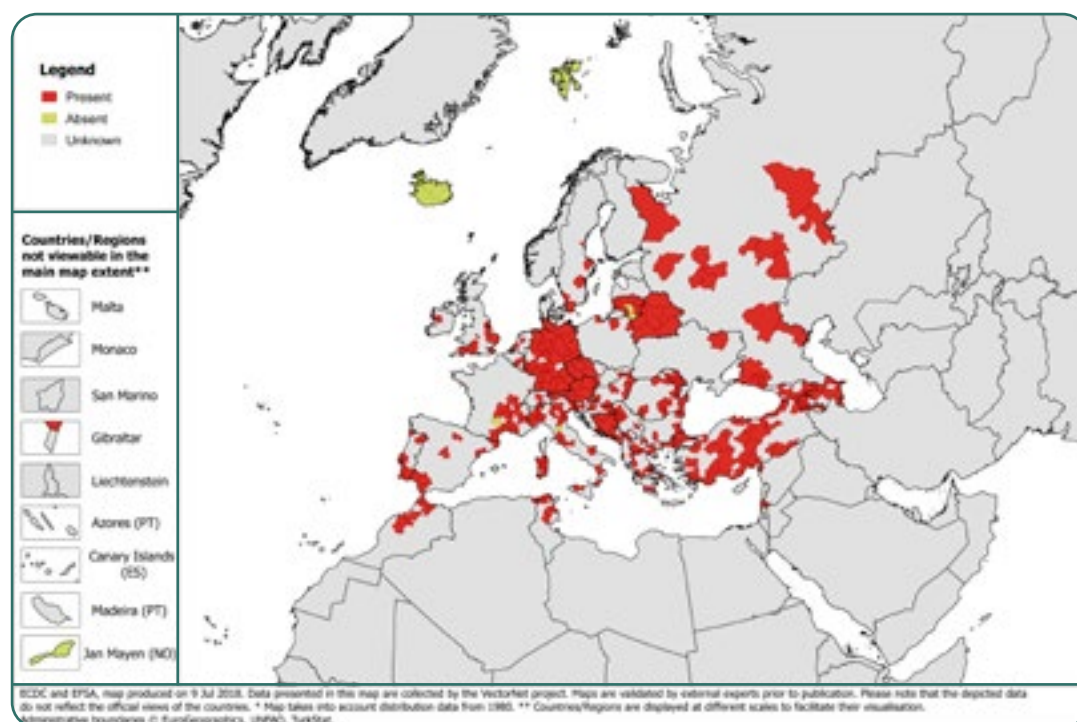 Legend
Present
Absent
Unknown
Countries/Regions
not viewable in the
main map extent**
Malta
Monaco
San Marino
Gibraltar
Liechtenstein
Azores (PT)
Canary Islands
(ES)
Madeira (PT)
Jan Mayen (NO)
ECDC and EFSA, map produced on 9 Jul 2018. Data presented in this map are collected by the VectorNet project. Maps are validated by external experts prior to publication. Please note that the depicted data
do not reflect the official views of the countries. * Map takes into account distribution data from 1980. ** Countries/Regions are displayed at different scales to facilitate their visualisation.
Administrative boundaries © EuroGeographics, UNFAO, TurkStat.